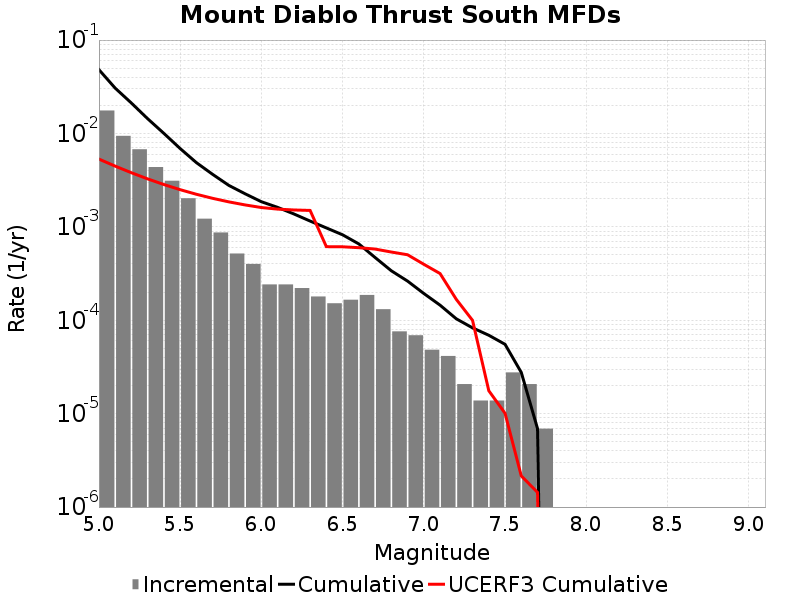 Mount Diablo Thrust South MFDs
10-1
10-2
10-3
10-4
10-5
10-6
Rate (1/yr)
5.0 5.5 6.0 6.5 7.0 7.5 8.0 8.5 9.0
Magnitude
Incremental Cumulative UCERF3 Cumulative